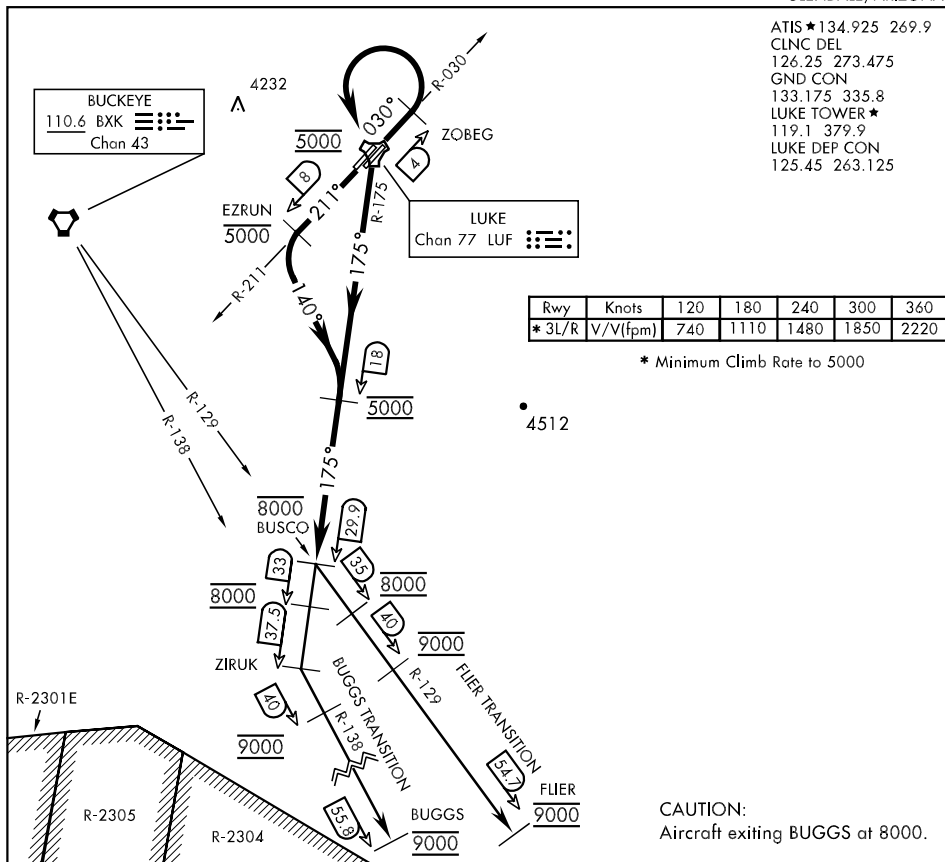 ATIS ★ 134.925 269.9
CLNC DEL
126.25 273.475
GND CON
133.175 335.8
LUKE TOWER ★
119.1 379.9
LUKE DEP CON
125.45 263.125
BUCKEYE
110.6 BXK
Chan 43
4232
R-030
030°
ZOBEG
5000
4
8
211°
R-175
EZRUN
5000
LUKE
Chan 77 LUF
R-211
175°
140°
Rwy Knots 120 180 240 300 360
* 3L/R V/V(fpm) 740 1110 1480 1850 2220
* Minimum Climb Rate to 5000
18
5000
4512
R-129
R-138
175°
8000
BUSCO
29.9
33
35
8000
8000
37.5
40
9000
ZIRUK
BUGGS TRANSITION
R-129
FLIER TRANSITION
R-2301E
40
R-138
9000
54.7
FLIER
9000
R-2305
R-2304
55.8
BUGGS
9000
CAUTION:
Aircraft exiting BUGGS at 8000.